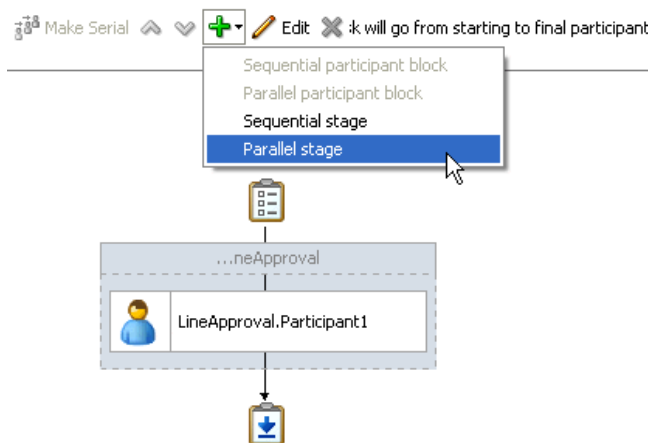 Make Serial Edit :k will go from starting to final participant
Sequential participant block
Parallel participant block
Sequential stage
Parallel stage
...neApproval
LineApproval.Participant1